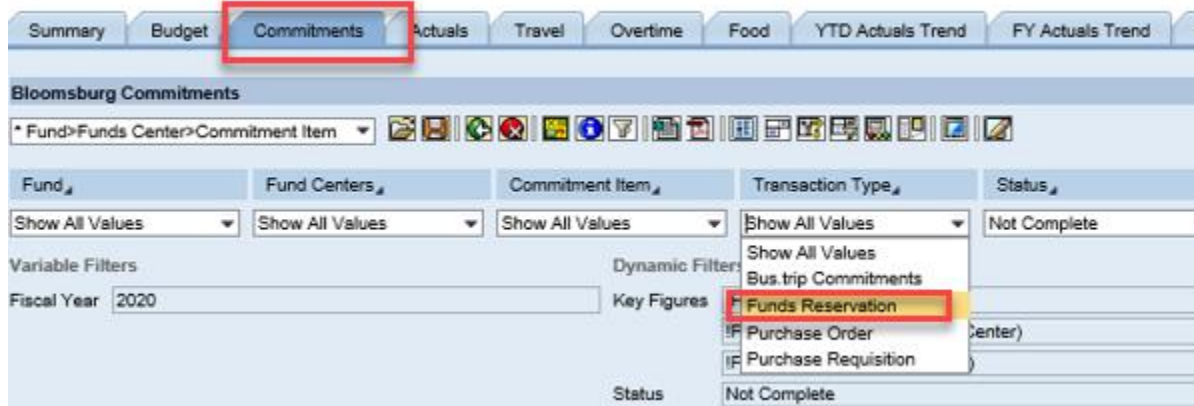 Summary Budget Commitments Actuals Travel Overtime Food YTD Actuals Trend FY Actuals Trend
Bloomsburg Commitments
* Fund>Funds Center>Commitment Item
Fund Fund Centers Commitment Item Transaction Type Status
Show All Values Show All Values Show All Values Show All Values Not Complete
Show All Values
Variable Filters Dynamic Filters Bus.trip Commitments
Fiscal Year 2020 Key Figures Funds Reservation
!F Purchase Order Center)
!F Purchase Requisition )
Status Not Complete